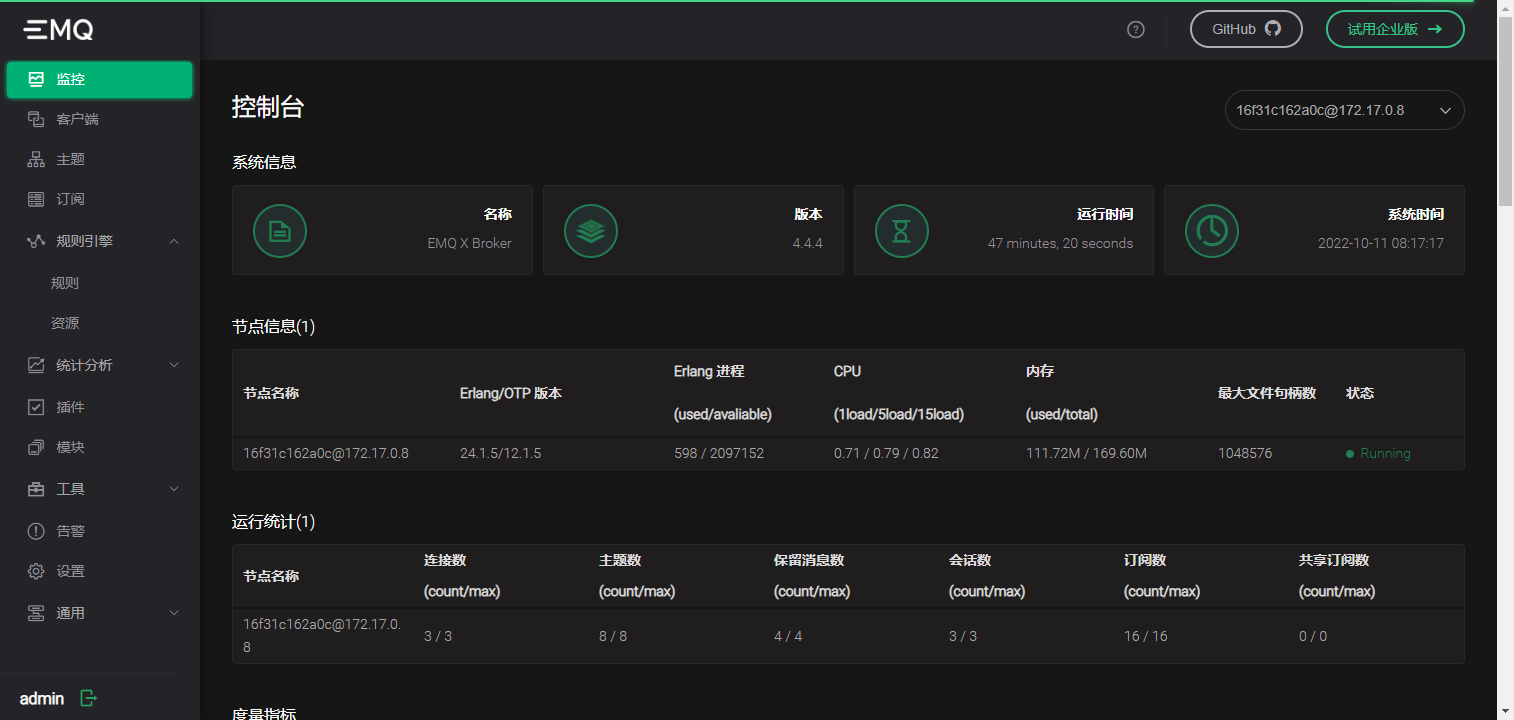 EMQ
GitHub
试用企业版
监控
客户端
主题
订阅
规则引擎
规则
资源
统计分析
插件
模块
工具
告警
设置
通用
admin
控制台
16f31c162a0c@172.17.0.8
系统信息
名称
EMQ X Broker
版本
4.4.4
运行时间
47 minutes, 20 seconds
系统时间
2022-10-11 08:17:17
节点信息(1)
节点名称 Erlang/OTP 版本 Erlang 进程 (used/avaliable) CPU (1load/5load/15load) 内存 (used/total) 最大文件句柄数 状态
16f31c162a0c@172.17.0.8 24.1.5/12.1.5 598 / 2097152 0.71 / 0.79 / 0.82 111.72M / 169.60M 1048576 Running
运行统计(1)
节点名称 连接数 (count/max) 主题数 (count/max) 保留消息数 (count/max) 会话数 (count/max) 订阅数 (count/max) 共享订阅数 (count/max)
16f31c162a0c@172.17.0.8 3 / 3 8 / 8 4 / 4 3 / 3 16 / 16 0 / 0
度量指标